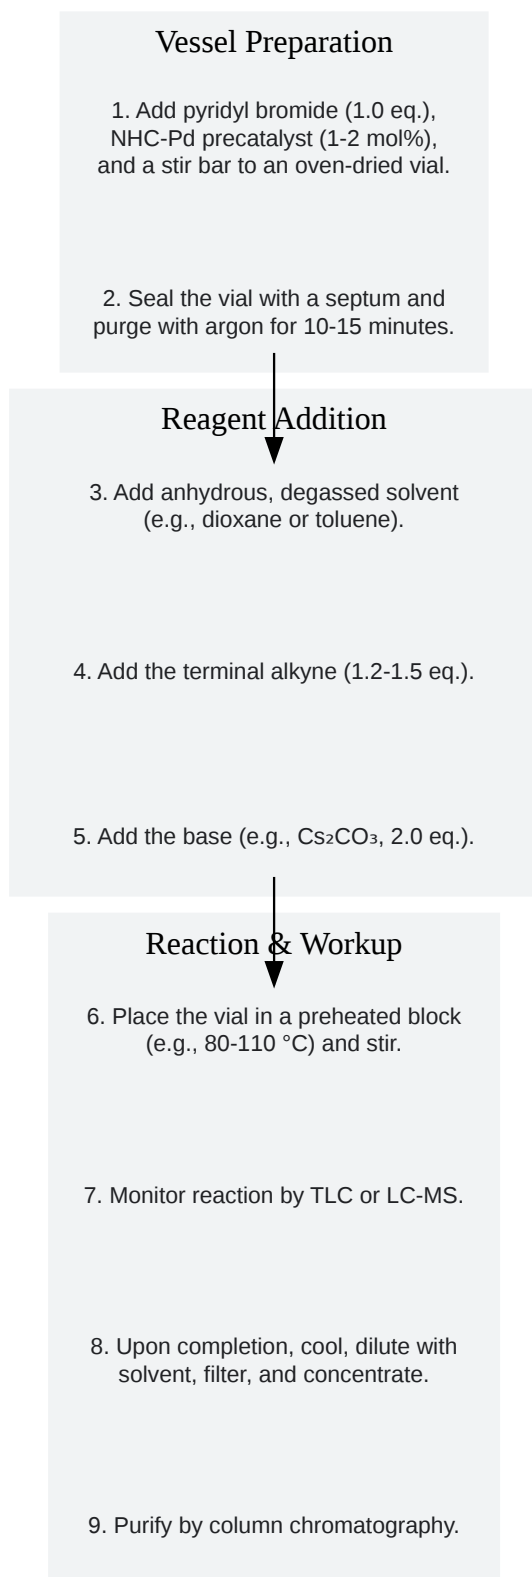 Vessel Preparation
1. Add pyridyl bromide (1.0 eq.),
NHC-Pd precatalyst (1-2 mol%),
and a stir bar to an oven-dried vial.
2. Seal the vial with a septum and
purge with argon for 10-15 minutes.
Reagent Addition
3. Add anhydrous, degassed solvent
(e.g., dioxane or toluene).
4. Add the terminal alkyne (1.2-1.5 eq.).
5. Add the base (e.g., Cs₂CO₃, 2.0 eq.).
Reaction & Workup
6. Place the vial in a preheated block
(e.g., 80-110 °C) and stir.
7. Monitor reaction by TLC or LC-MS.
8. Upon completion, cool, dilute with
solvent, filter, and concentrate.
9. Purify by column chromatography.